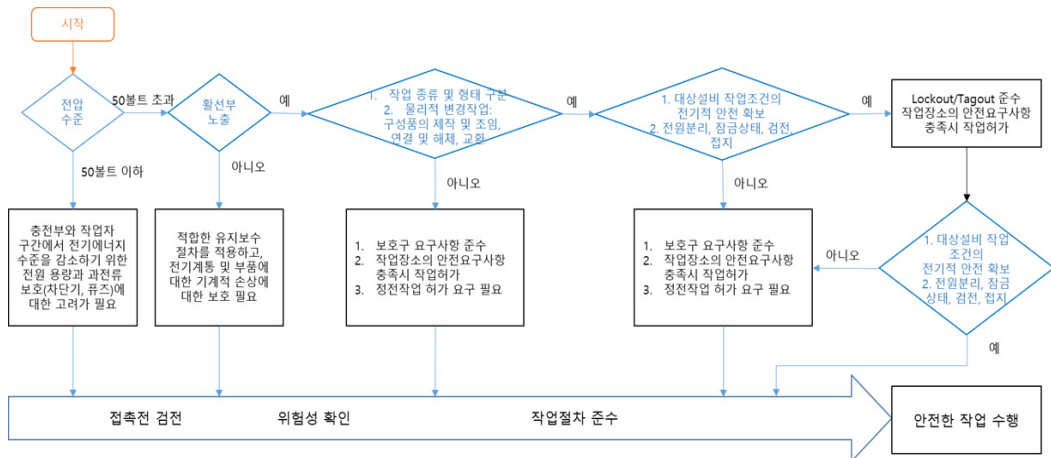 시작
전압
수준
50볼트 초과
50볼트 이하
활선부
노출
예
아니오
1. 작업 종류 및 형태 구분
2. 물리적 변경작업:
구성품의 제작 및 조임,
연결 및 해체, 교환
예
아니오
1. 대상설비 작업조건의
전기적 안전 확보
2. 전원분리, 잠금상태, 검전,
접지
예
아니오
Lockout/Tagout 준수
작업장소의 안전요구사항
충족시 작업허가
충전부와 작업자
구간에서 전기에너지
수준을 감소하기 위한
전원 용량과 과전류
보호(차단기, 퓨즈)에
대한 고려가 필요
적합한 유지보수
절차를 적용하고,
전기계통 및 부품에
대한 기계적 손상에
대한 보호 필요
1. 보호구 요구사항 준수
2. 작업장소의 안전요구사항
충족시 작업허가
3. 정전작업 허가 요구 필요
1. 보호구 요구사항 준수
2. 작업장소의 안전요구사항
충족시 작업허가
3. 정전작업 허가 요구 필요
아니오
1. 대상설비 작업
조건의
전기적 안전 확보
2. 전원분리, 잠금
상태, 검전, 접지
예
접촉전 검전
위험성 확인
작업절차 준수
안전한 작업 수행